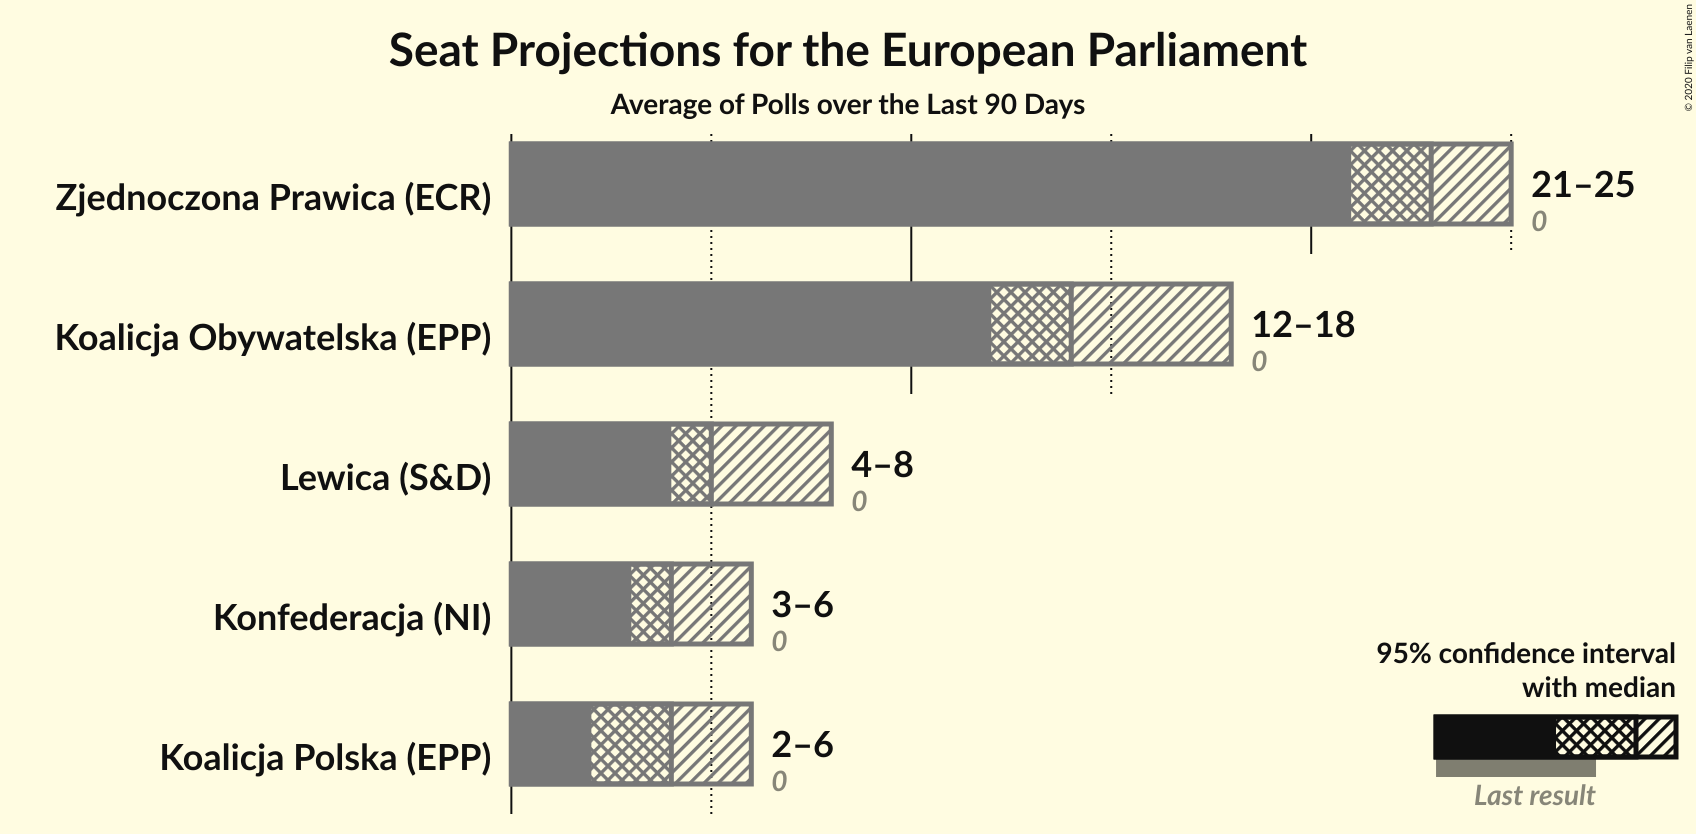 Seat Projections for the European Parliament
Average of Polls over the Last 90 Days
© 2020 Filip van Laenen
Zjednoczona Prawica (ECR)
21–25
0
Koalicja Obywatelska (EPP)
12–18
0
Lewica (S&D)
4–8
0
Konfederacja (NI)
3–6
0
Koalicja Polska (EPP)
2–6
0
95% confidence interval
with median
Last result